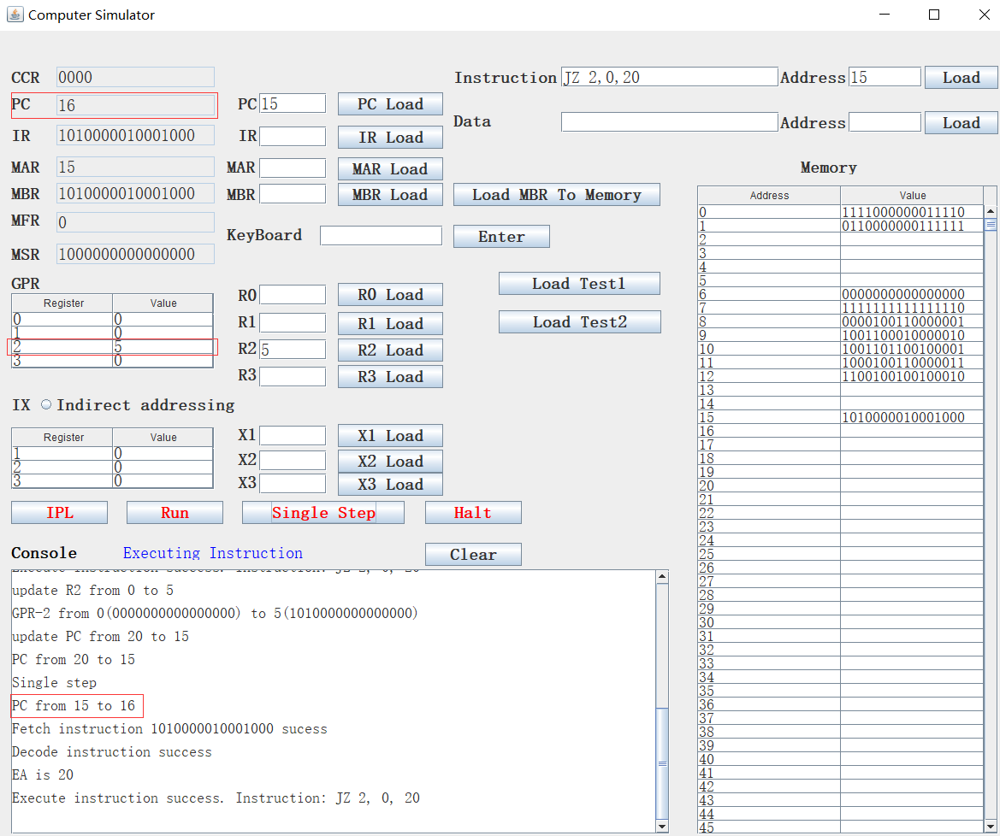 Computer Simulator
CCR 0000 Instruction JZ 2,0,20 Address 15 Load
PC 16 PC 15 PC Load
Data Address Load
IR 1010000010001000 IR IR Load
MAR 15 MAR MAR Load Memory
MBR 1010000010001000 MBR MBR Load Load MBR To Memory
MFR 0
KeyBoard Enter
MSR 1000000000000000
GPR
Register Value
0 0
1 0
2 5
3 0
R0 R0 Load
R1 R1 Load
R2 5 R2 Load
R3 R3 Load
Load Test1
Load Test2
IX Indirect addressing
Register Value
1 0
2 0
3 0
X1 X1 Load
X2 X2 Load
X3 X3 Load
IPL Run Single Step Halt
Console Executing Instruction Clear
Execute instruction success. Instruction: JZ 2, 0, 20
update R2 from 0 to 5
GPR-2 from 0(0000000000000000) to 5(1010000000000000)
update PC from 20 to 15
PC from 20 to 15
Single step
PC from 15 to 16
Fetch instruction 1010000010001000 sucess
Decode instruction success
EA is 20
Execute instruction success. Instruction: JZ 2, 0, 20
Address Value
0 1111000000011110
1 0110000000111111
2
3
4
5
6 0000000000000000
7 1111111111111110
8 0000100110000001
9 1001100010000010
10 1001101100100001
11 1000100110000011
12 1100100100100010
13
14
15 1010000010001000
16
17
18
19
20
21
22
23
24
25
26
27
28
29
30
31
32
33
34
35
36
37
38
39
40
41
42
43
44
45